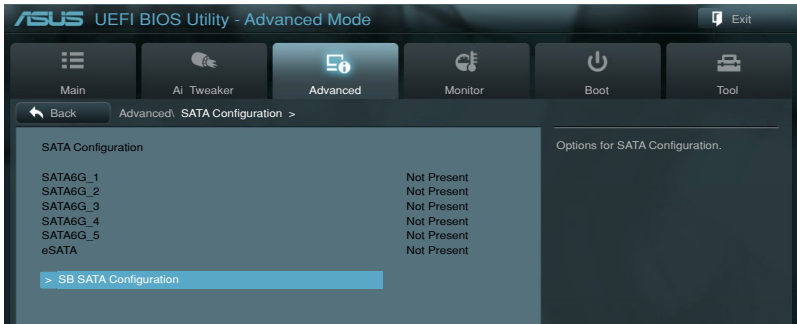 ASUS UEFI BIOS Utility - Advanced Mode
Exit
Main
Ai Tweaker
Advanced
Monitor
Boot
Tool
Back
Advanced\ SATA Configuration >
SATA Configuration
Options for SATA Configuration.
SATA6G_1 Not Present
SATA6G_2 Not Present
SATA6G_3 Not Present
SATA6G_4 Not Present
SATA6G_5 Not Present
eSATA Not Present
> SB SATA Configuration